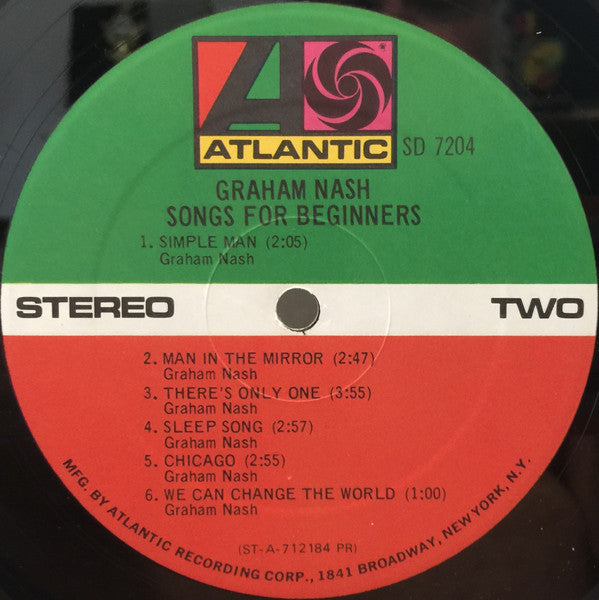 ATLANTIC
SD 7204
GRAHAM NASH
SONGS FOR BEGINNERS
1. SIMPLE MAN (2:05)
Graham Nash
STEREO
TWO
2. MAN IN THE MIRROR (2:47)
Graham Nash
3. THERE'S ONLY ONE (3:55)
Graham Nash
4. SLEEP SONG (2:57)
Graham Nash
5. CHICAGO (2:55)
Graham Nash
6. WE CAN CHANGE THE WORLD (1:00)
Graham Nash
(ST-A-712184 PR)
MFG. BY ATLANTIC RECORDING CORP., 1841 BROADWAY, NEW YORK, N.Y.